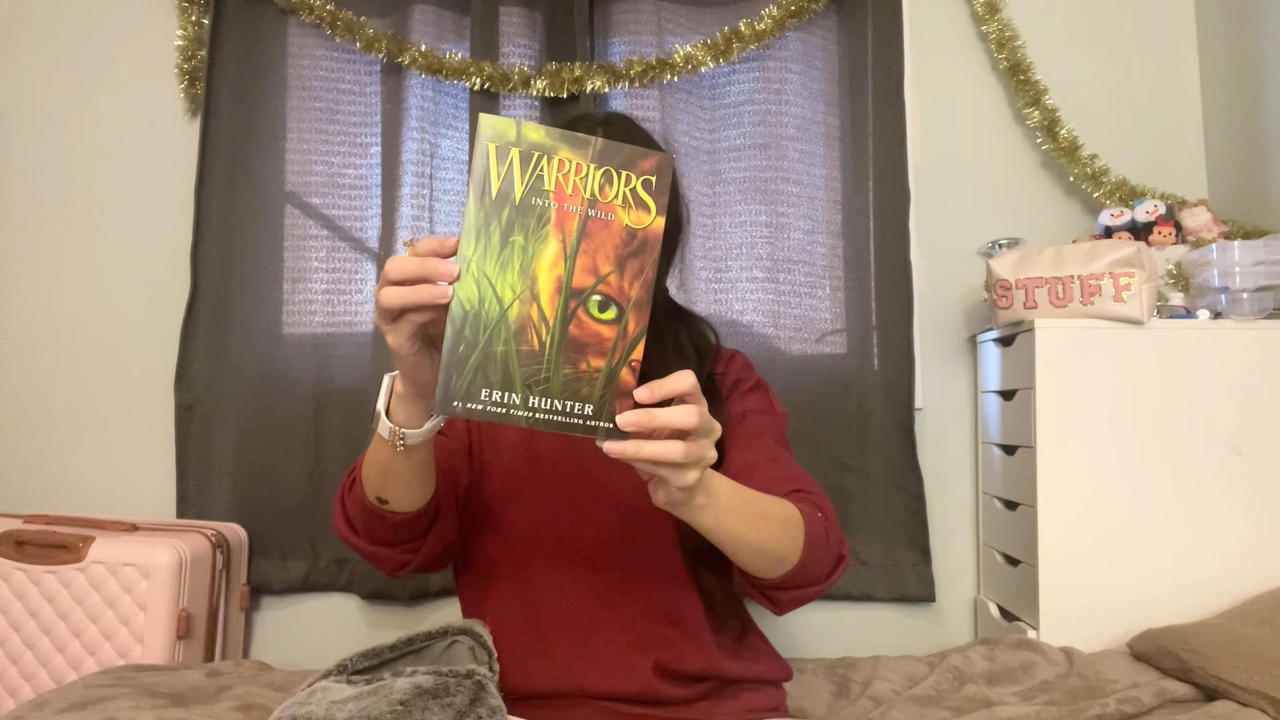 WARRIORS
INTO THE WILD
ERIN HUNTER
#1 NEW YORK TIMES BESTSELLING AUTHOR
STUFF